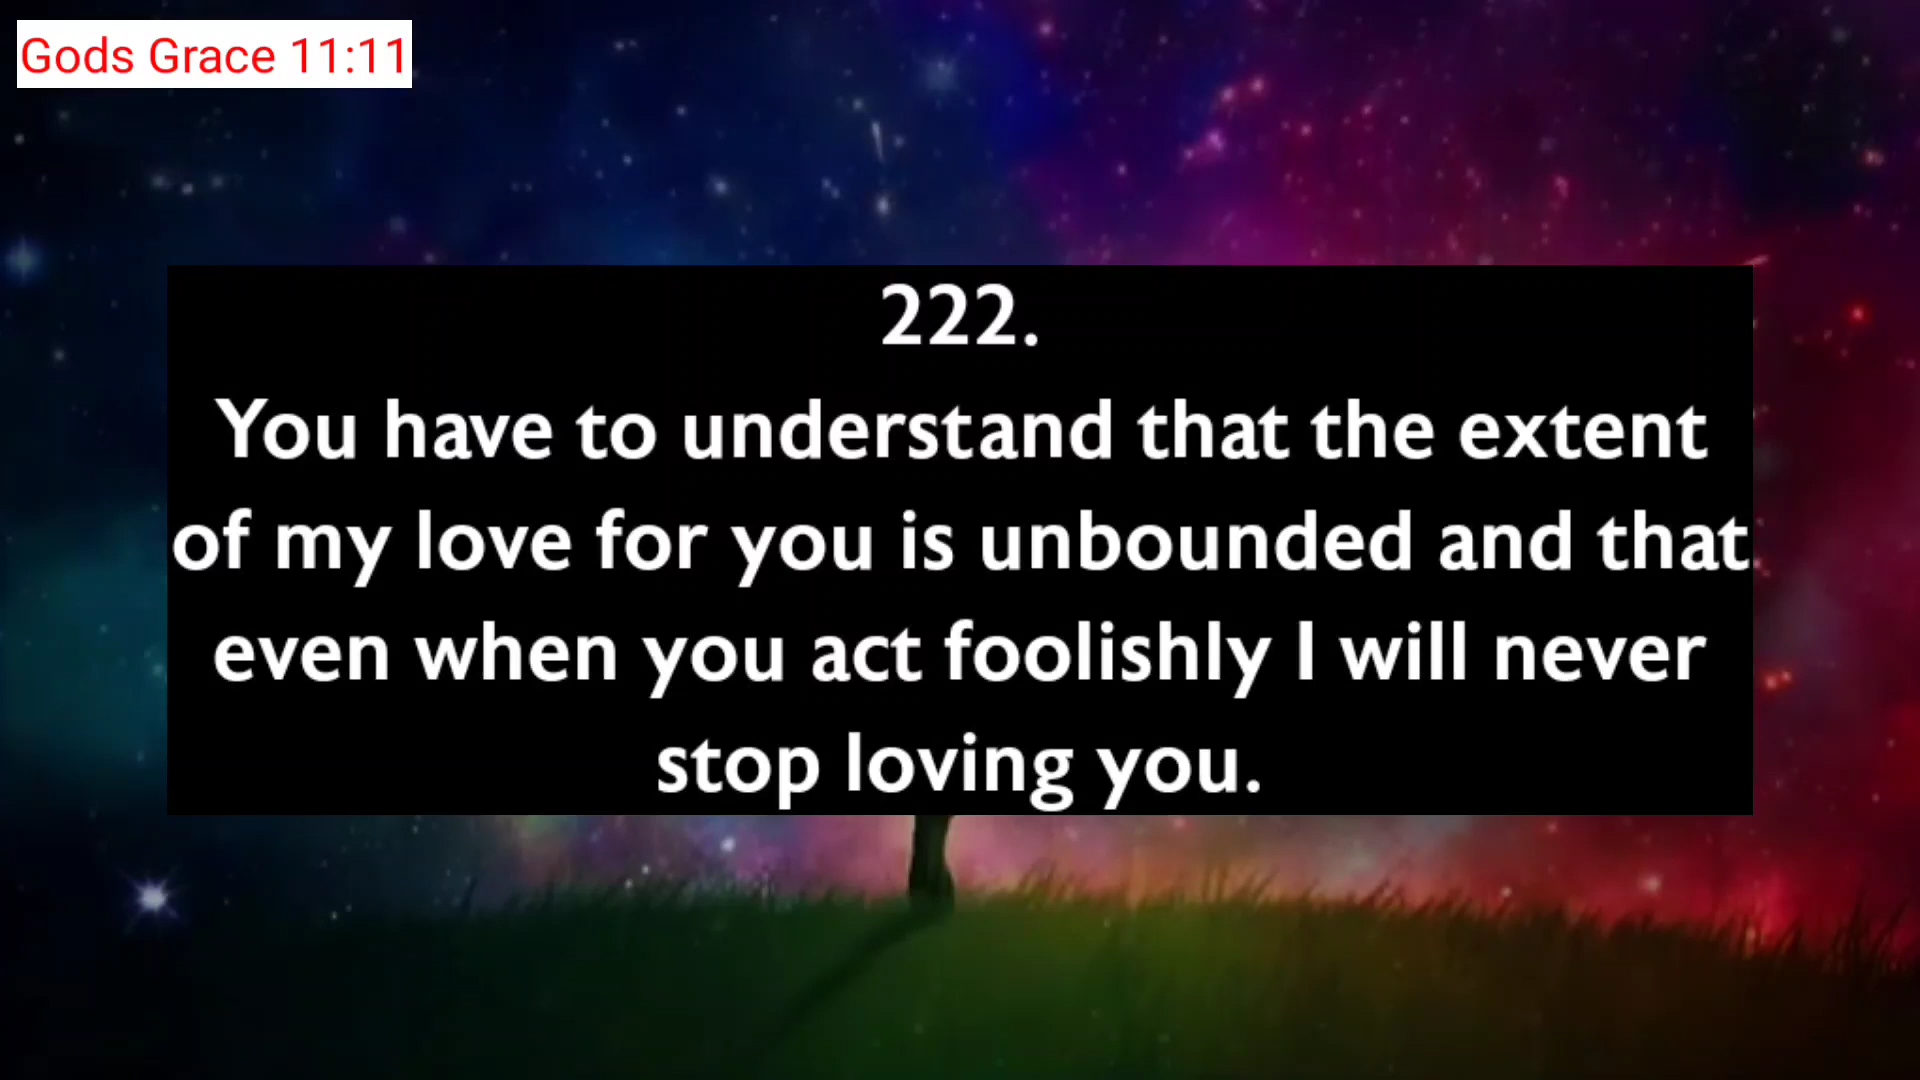 Gods Grace 11:11
222.
You have to understand that the extent
of my love for you is unbounded and that
even when you act foolishly I will never
stop loving you.